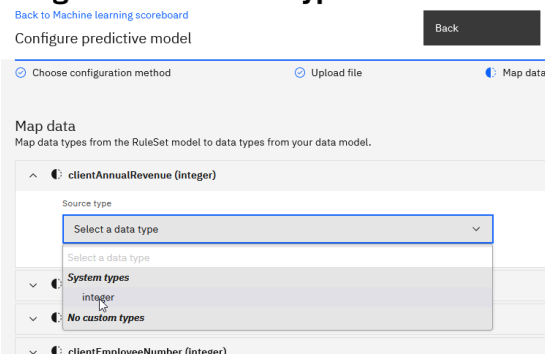 Back to Machine learning scoreboard
Back
Configure predictive model
Choose configuration method
Upload file
Map data
Map data
Map data types from the RuleSet model to data types from your data model.
clientAnnualRevenue (integer)
Source type
Select a data type
Select a data type
System types
integer
No custom types
clientEmployeeNumber (integer)